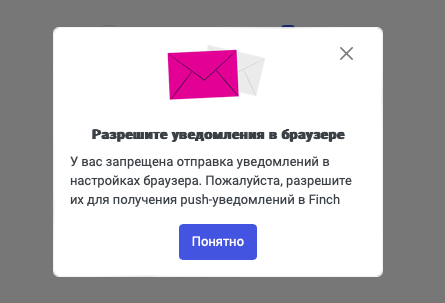 Разрешите уведомления в браузере
У вас запрещена отправка уведомлений в
настройках браузера. Пожалуйста, разрешите
их для получения push-уведомлений в Finch
Понятно